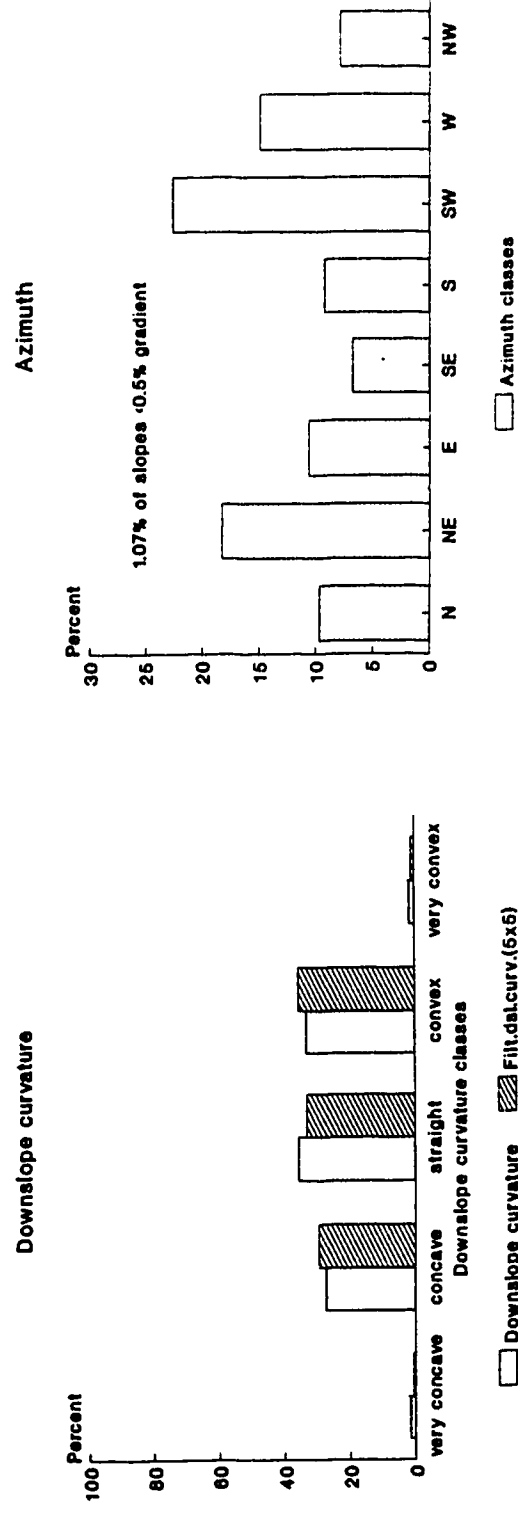 Downslope curvature
Percent
100
80
60
40
20
0
very concave concave straight convex very convex
Downslope curvature classes
Downslope curvature Filt.dsl.curv.(5x5)
Azimuth
Percent
30
25
20
15
10
5
0
1.07% of slopes <0.5% gradient
N NE E SE S SW W NW
Azimuth classes